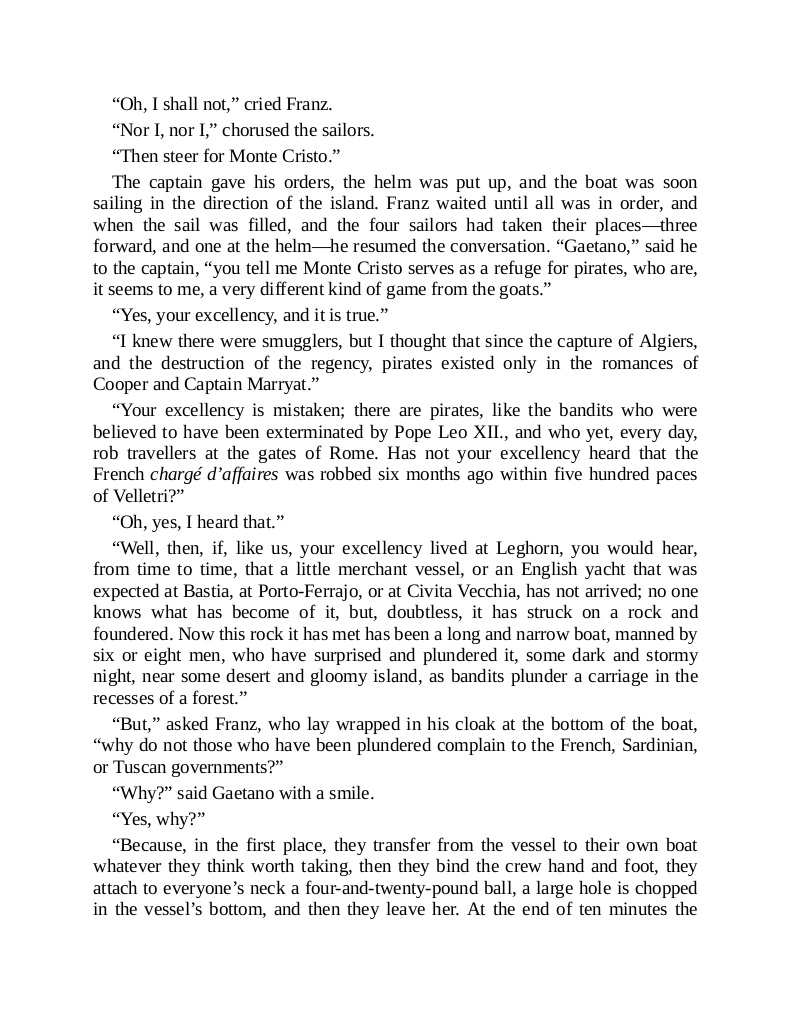 “Oh, I shall not,” cried Franz.
“Nor I, nor I,” chorused the sailors.
“Then steer for Monte Cristo.”
The captain gave his orders, the helm was put up, and the boat was soon
sailing in the direction of the island. Franz waited until all was in order, and
when the sail was filled, and the four sailors had taken their places—three
forward, and one at the helm—he resumed the conversation. “Gaetano,” said he
to the captain, “you tell me Monte Cristo serves as a refuge for pirates, who are,
it seems to me, a very different kind of game from the goats.”
“Yes, your excellency, and it is true.”
“I knew there were smugglers, but I thought that since the capture of Algiers,
and the destruction of the regency, pirates existed only in the romances of
Cooper and Captain Marryat.”
“Your excellency is mistaken; there are pirates, like the bandits who were
believed to have been exterminated by Pope Leo XII., and who yet, every day,
rob travellers at the gates of Rome. Has not your excellency heard that the
French chargé d’affaires was robbed six months ago within five hundred paces
of Velletri?”
“Oh, yes, I heard that.”
“Well, then, if, like us, your excellency lived at Leghorn, you would hear,
from time to time, that a little merchant vessel, or an English yacht that was
expected at Bastia, at Porto-Ferrajo, or at Civita Vecchia, has not arrived; no one
knows what has become of it, but, doubtless, it has struck on a rock and
foundered. Now this rock it has met has been a long and narrow boat, manned by
six or eight men, who have surprised and plundered it, some dark and stormy
night, near some desert and gloomy island, as bandits plunder a carriage in the
recesses of a forest.”
“But,” asked Franz, who lay wrapped in his cloak at the bottom of the boat,
“why do not those who have been plundered complain to the French, Sardinian,
or Tuscan governments?”
“Why?” said Gaetano with a smile.
“Yes, why?”
“Because, in the first place, they transfer from the vessel to their own boat
whatever they think worth taking, then they bind the crew hand and foot, they
attach to everyone’s neck a four-and-twenty-pound ball, a large hole is chopped
in the vessel’s bottom, and then they leave her. At the end of ten minutes the